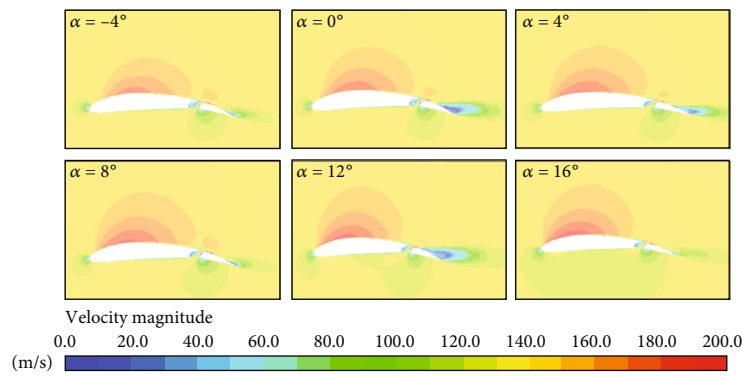 α = –4°
α = 0°
α = 4°
α = 8°
α = 12°
α = 16°
Velocity magnitude
0.0 20.0 40.0 60.0 80.0 100.0 120.0 140.0 160.0 180.0 200.0
(m/s)